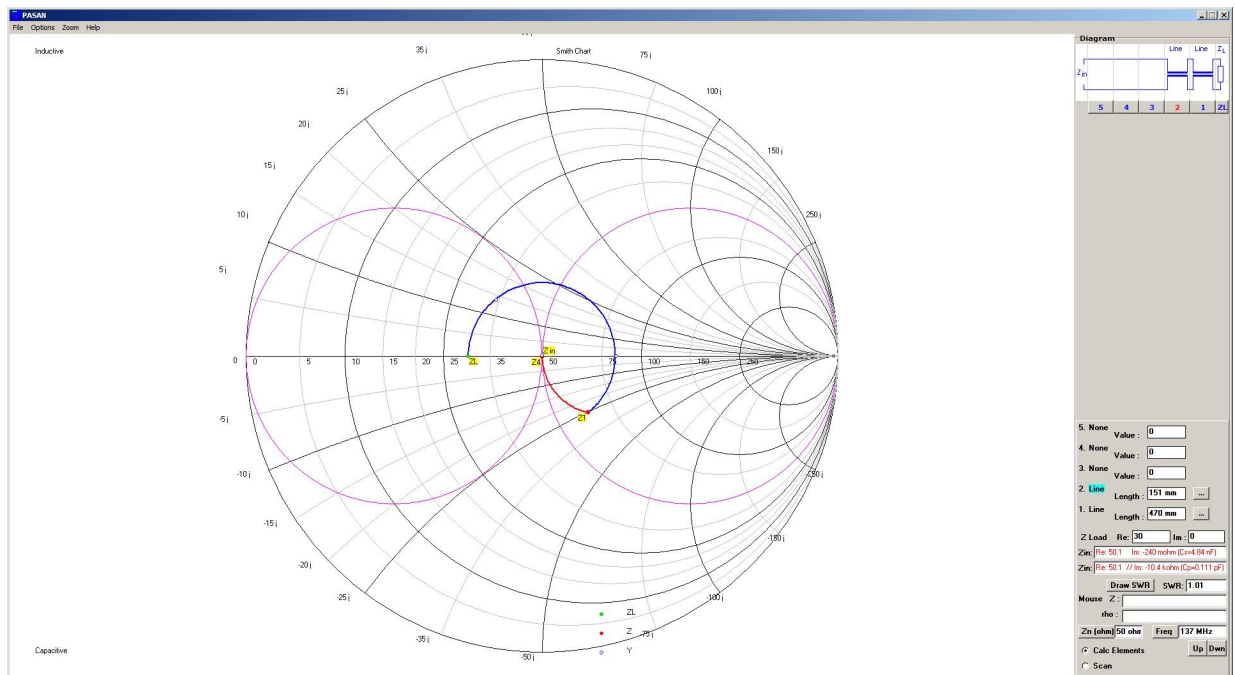 PASAN
File Options Zoom Help
Inductive
Smith Chart
35 j
75 j
25 j
100 j
20 j
150 j
15 j
10 j
250 j
5 j
0 0 5 10 15 20 25 35 50 75 100 150 250
ZL Z4 Z in
Z1
-5 j
-10 j
-250 j
-15 j
-150 j
-20 j
-25 j
-100 j
-35 j
-75 j
-50 j
ZL
Z
Y
Capacitive
Diagram
Line Line ZL
Z in
5 4 3 2 1 ZL
5. None Value : 0
4. None Value : 0
3. None Value : 0
2. Line Length : 151 mm ...
1. Line Length : 470 mm ...
Z Load Re: 30 Im : 0
Zin: Re: 50.1 Im: -240 mohm (Cs=4.84 nF)
Zin: Re: 50.1 // Im: -10.4 kohm (Cp=0.111 pF)
Draw SWR SWR: 1.01
Mouse Z :
rho :
Zn (ohm) 50 ohm Freq 137 MHz
Calc Elements Up Dwn
Scan